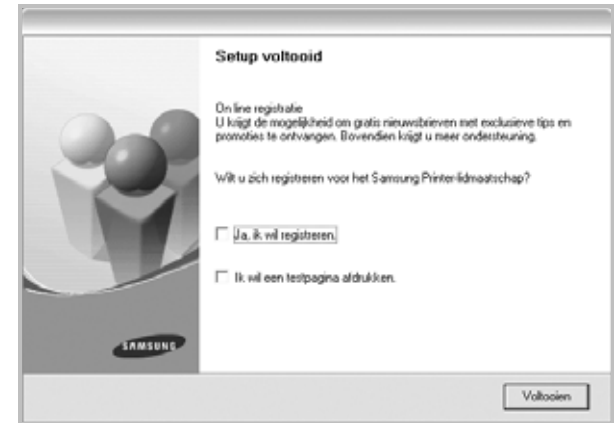 Setup voltooid
On line registratie
U krijgt de mogelijkheid om gratis nieuwsbrieven met exclusieve tips en
promoties te ontvangen. Bovendien krijgt u meer ondersteuning.
Wilt u zich registreren voor het Samsung Printer-lidmaatschap?
Ja, ik wil registreren.
Ik wil een testpagina afdrukken.
SAMSUNG
Voltooien